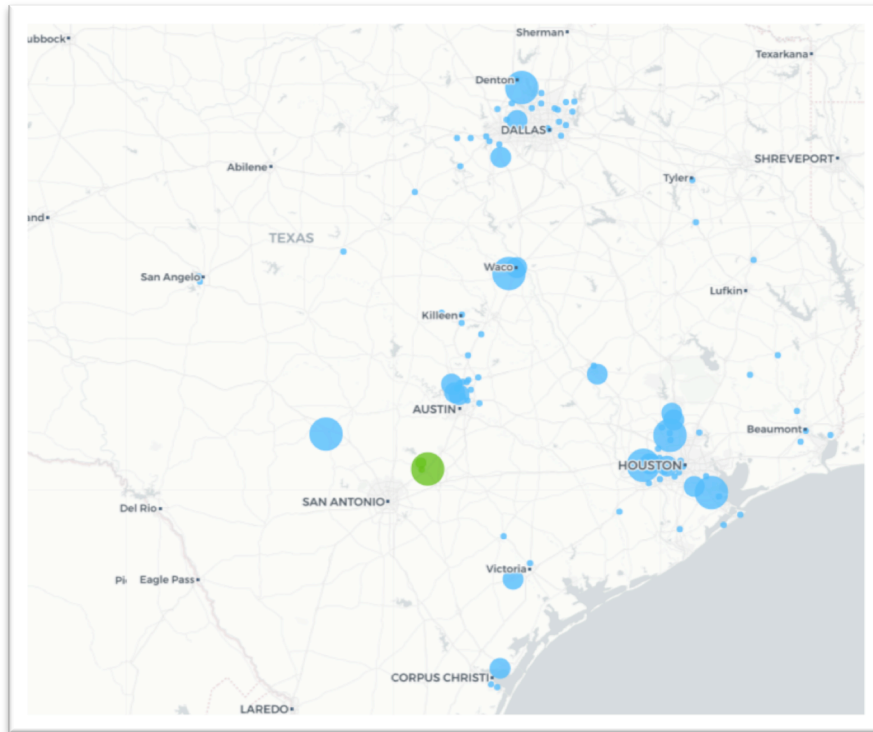 Sherman
ubbock
Texarkana
Denton
DALLAS
SHREVEPORT
Abilene
Tyler
and
TEXAS
Waco
San Angelo
Lufkin
Killeen
AUSTIN
Beaumont
HOUSTON
SAN ANTONIO
Del Rio
Victoria
Pi Eagle Pass
CORPUS CHRISTI
LAREDO